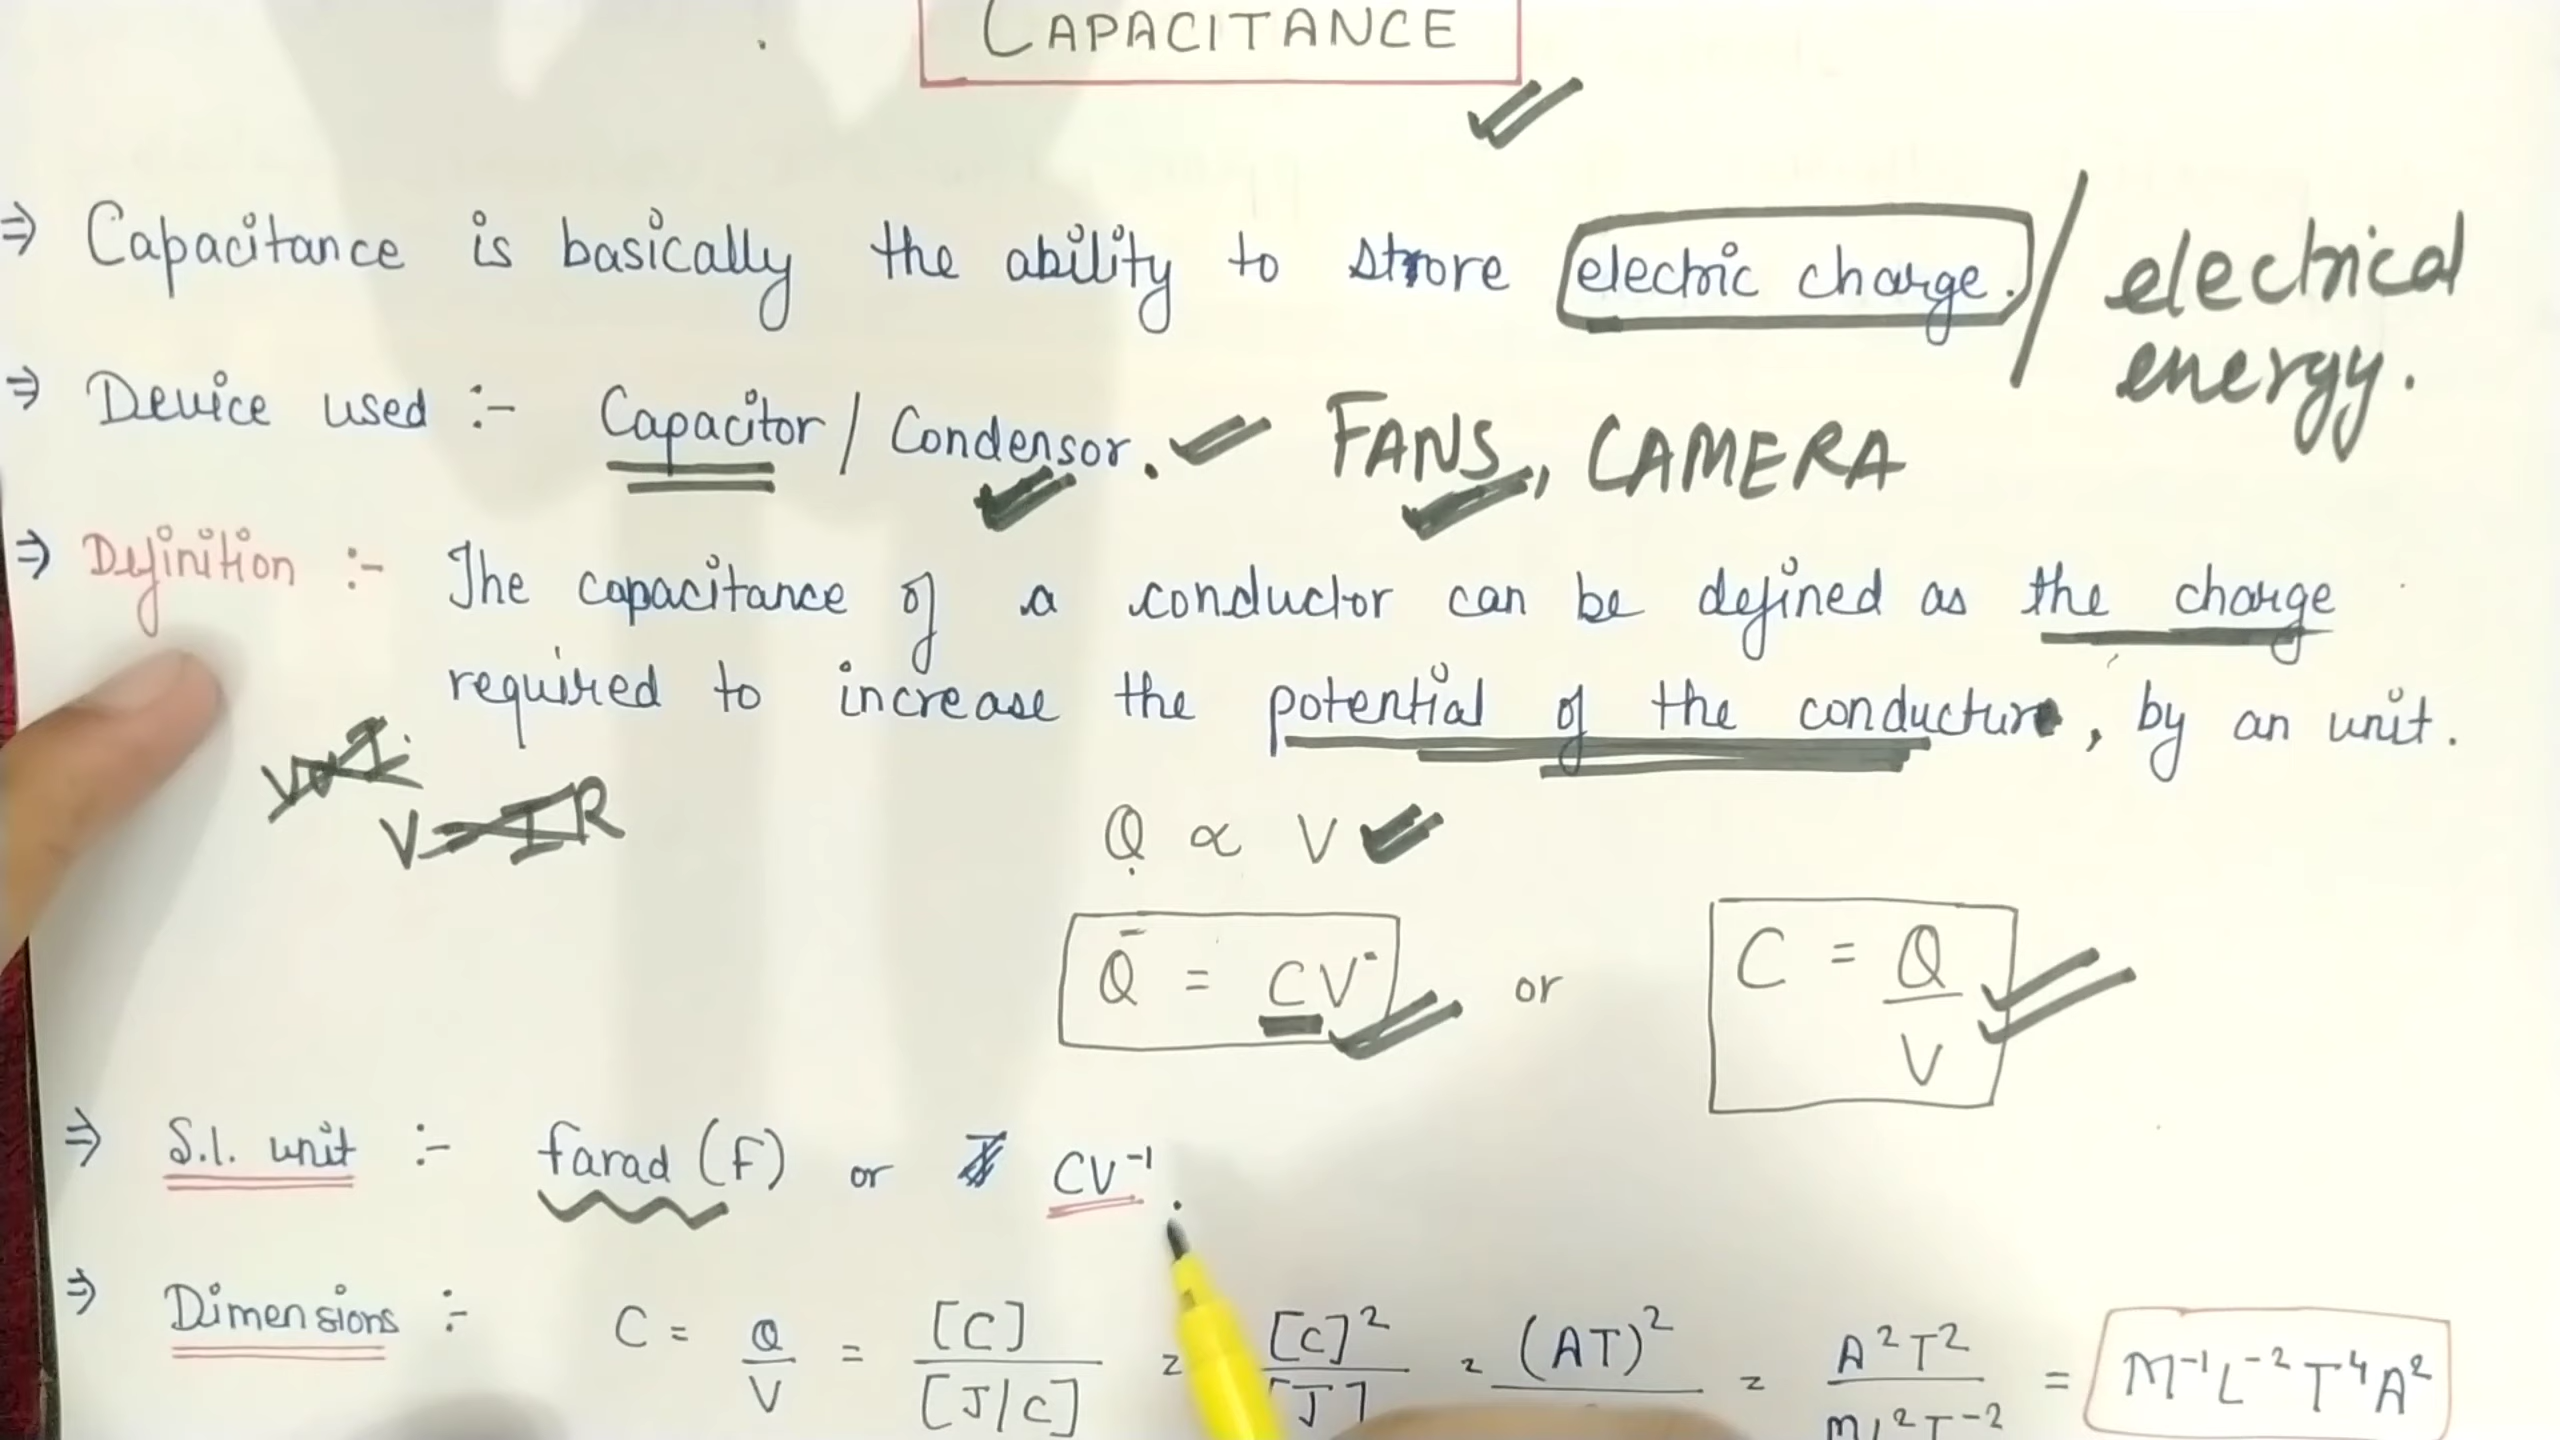 CAPACITANCE
⇒ Capacitance is basically the ability to store electric charge. / electrical energy.
⇒ Device used :- Capacitor / Condensor. FANS, CAMERA
⇒ Definition :- The capacitance of a conductor can be defined as the charge
required to increase the potential of the conductor, by an unit.
V=IR
Q ∝ V
Q = CV or C = Q/V
⇒ S.I. unit :- farad (F) or CV⁻¹.
⇒ Dimensions :- C = Q/V = [C]/[J/C] = [C]²/[J] = (AT)²/ = A²T²/ML²T⁻² = M⁻¹L⁻²T⁴A²